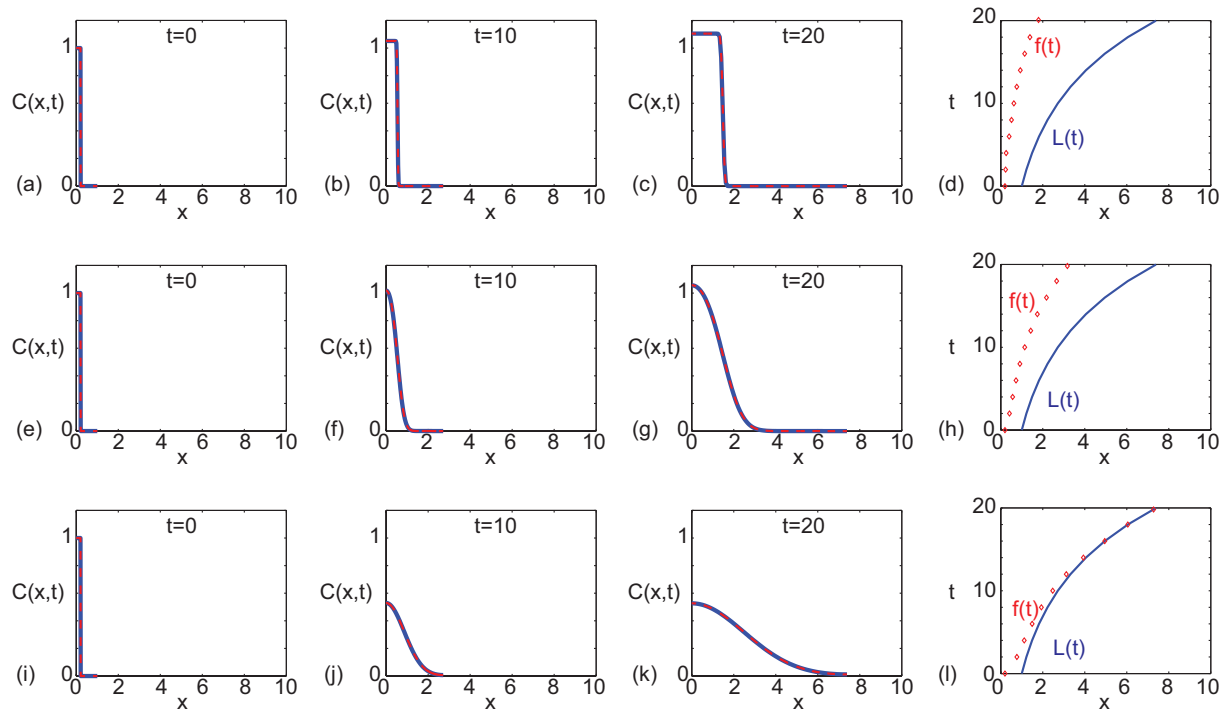 t=0 t=10 t=20 20 f(t)
1 1 1
C(x,t) C(x,t) C(x,t) t 10
L(t)
(a) 0 (b) 0 (c) 0 (d) 0
0 2 4 6 8 10 0 2 4 6 8 10 0 2 4 6 8 10 0 2 4 6 8 10
x x x x
t=0 t=10 t=20 20
1 1 1 f(t)
C(x,t) C(x,t) C(x,t) t 10
L(t)
(e) 0 (f) 0 (g) 0 (h) 0
0 2 4 6 8 10 0 2 4 6 8 10 0 2 4 6 8 10 0 2 4 6 8 10
x x x x
t=0 t=10 t=20 20
1 1 1
C(x,t) C(x,t) C(x,t) t 10
f(t) L(t)
(i) 0 (j) 0 (k) 0 (l) 0
0 2 4 6 8 10 0 2 4 6 8 10 0 2 4 6 8 10 0 2 4 6 8 10
x x x x